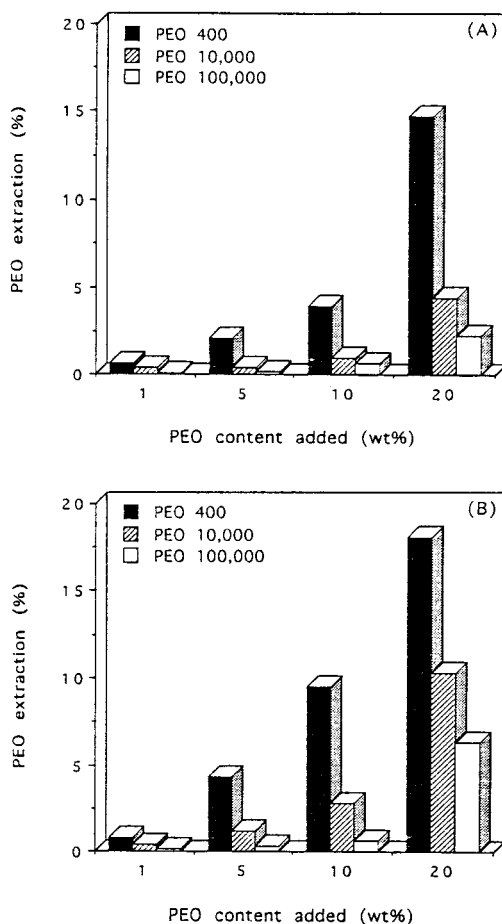 (A)
PEO 400
PEO 10,000
PEO 100,000
PEO extraction (%)
20
15
10
5
0
1 5 10 20
PEO content added (wt%)
(B)
PEO 400
PEO 10,000
PEO 100,000
PEO extraction (%)
20
15
10
5
0
1 5 10 20
PEO content added (wt%)